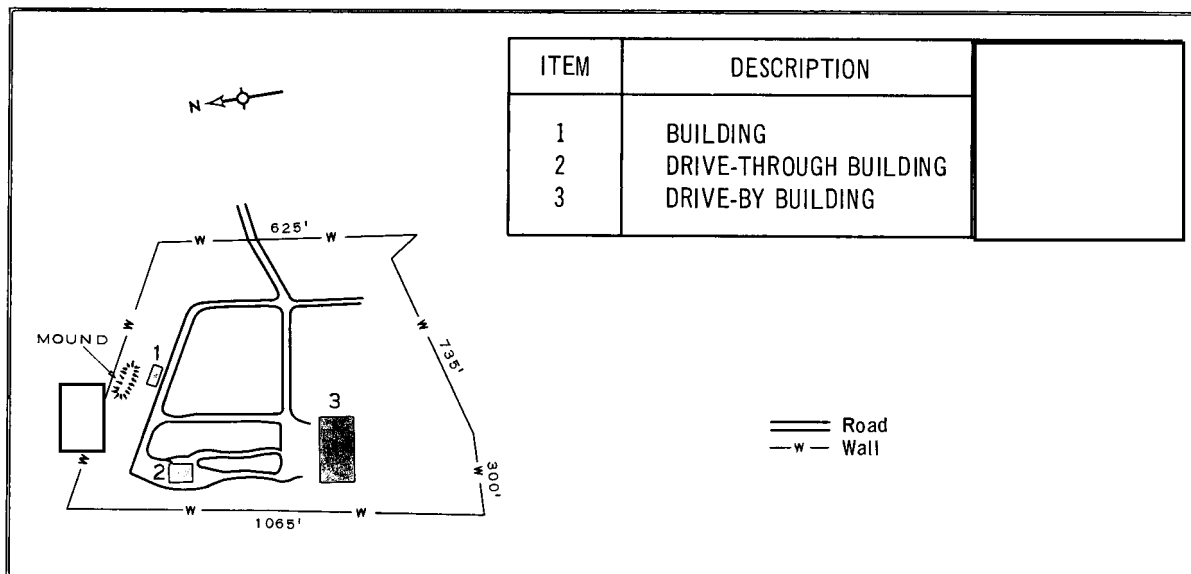 ITEM DESCRIPTION
1 BUILDING
2 DRIVE-THROUGH BUILDING
3 DRIVE-BY BUILDING
N
W 625' W
W
MOUND
1
W
735'
3
Road
W Wall
W
2
W
300'
W W
1065'